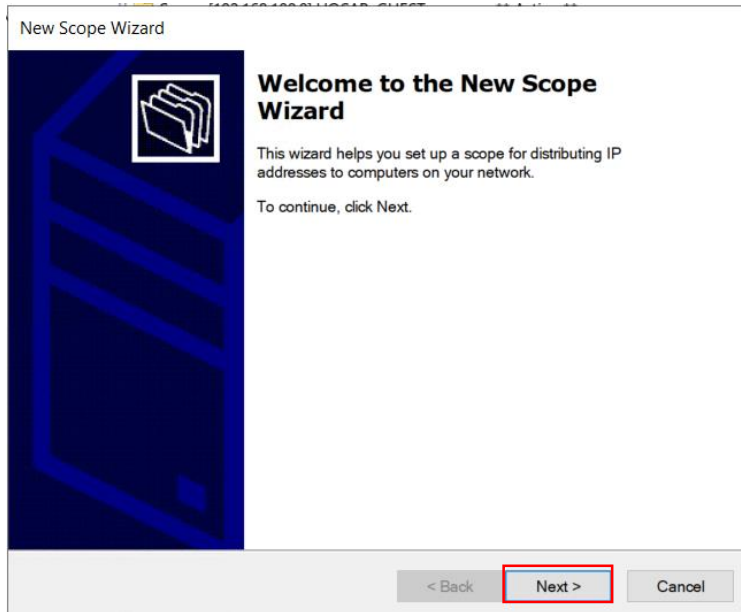 New Scope Wizard
Welcome to the New Scope
Wizard
This wizard helps you set up a scope for distributing IP
addresses to computers on your network.
To continue, click Next.
< Back Next > Cancel